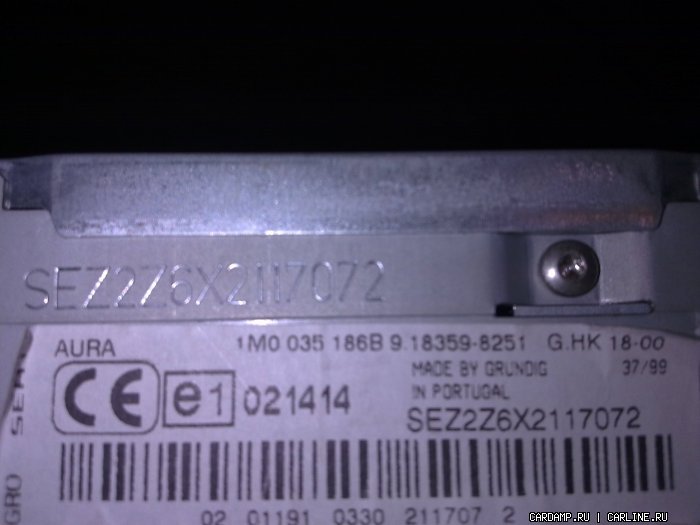 SEZ2Z6X2117072
AURA 1M0 035 186B 9.18359-8251 G.HK 18-00
MADE BY GRUNDIG 37/99
IN PORTUGAL
CE e1 021414
SEZ2Z6X2117072
02 01191 0330 211707 2
CARDAMP.RU | CARLINE.RU